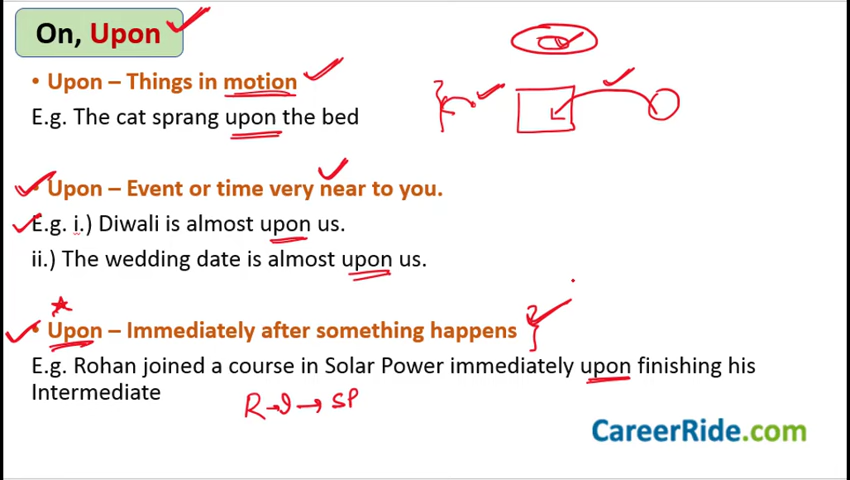 On, Upon
• Upon – Things in motion
E.g. The cat sprang upon the bed
• Upon – Event or time very near to you.
E.g. i.) Diwali is almost upon us.
ii.) The wedding date is almost upon us.
• Upon – Immediately after something happens
E.g. Rohan joined a course in Solar Power immediately upon finishing his
Intermediate
R → → SP
CareerRide.com